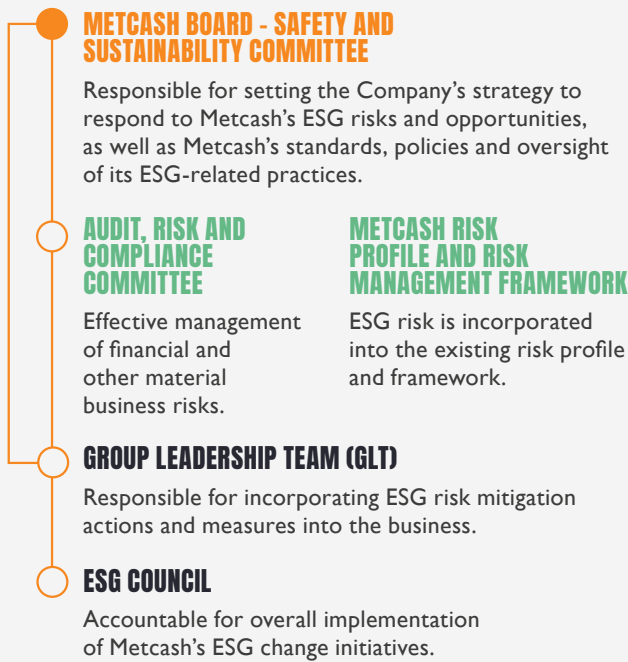 METCASH BOARD - SAFETY AND
SUSTAINABILITY COMMITTEE
Responsible for setting the Company’s strategy to
respond to Metcash’s ESG risks and opportunities,
as well as Metcash’s standards, policies and oversight
of its ESG-related practices.
AUDIT, RISK AND
COMPLIANCE
COMMITTEE
Effective management
of financial and
other material
business risks.
METCASH RISK
PROFILE AND RISK
MANAGEMENT FRAMEWORK
ESG risk is incorporated
into the existing risk profile
and framework.
GROUP LEADERSHIP TEAM (GLT)
Responsible for incorporating ESG risk mitigation
actions and measures into the business.
ESG COUNCIL
Accountable for overall implementation
of Metcash’s ESG change initiatives.